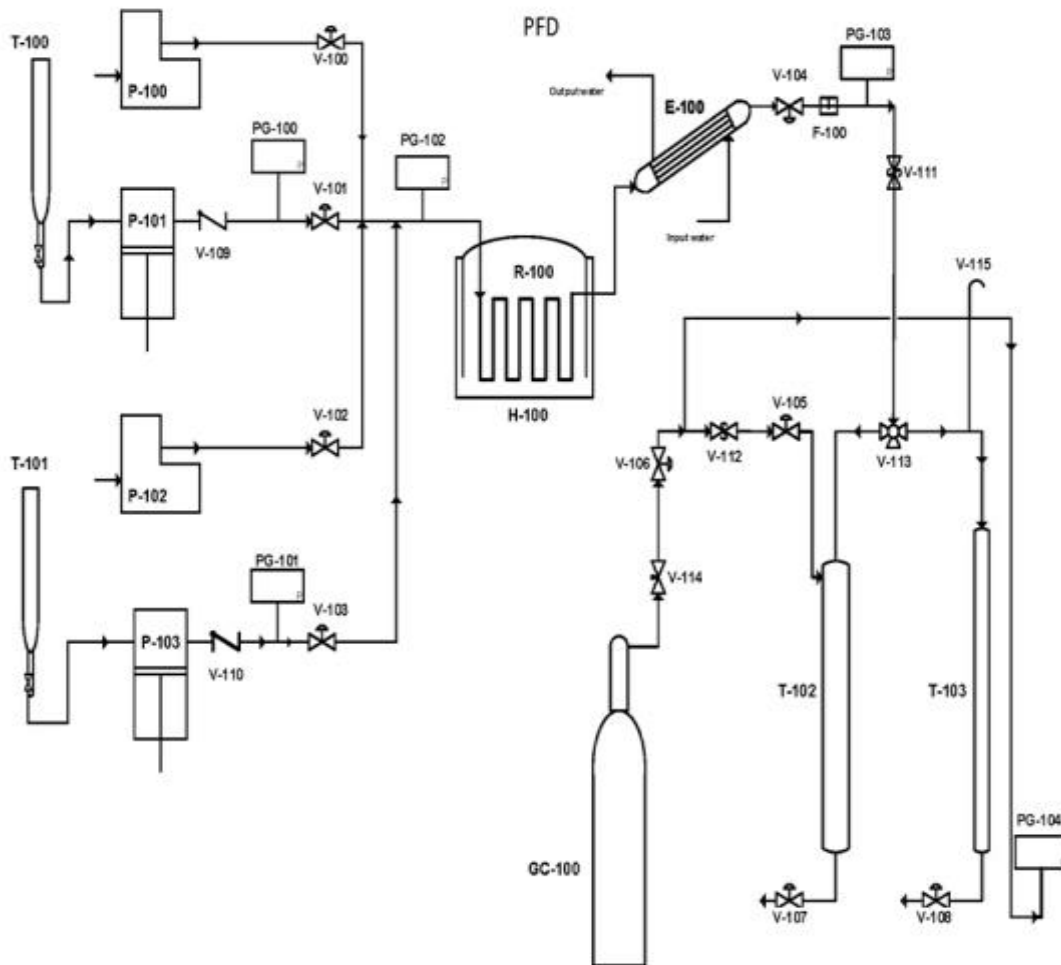 PFD
T-100
P-100
V-100
PG-100
V-101
PG-102
P-101
V-109
Output water
E-100
V-104
PG-103
F-100
V-111
Input water
R-100
H-100
V-115
T-101
P-102
V-102
PG-101
V-103
P-103
V-110
V-106
V-112
V-105
V-113
V-114
GC-100
T-102
T-103
PG-104
V-107
V-108